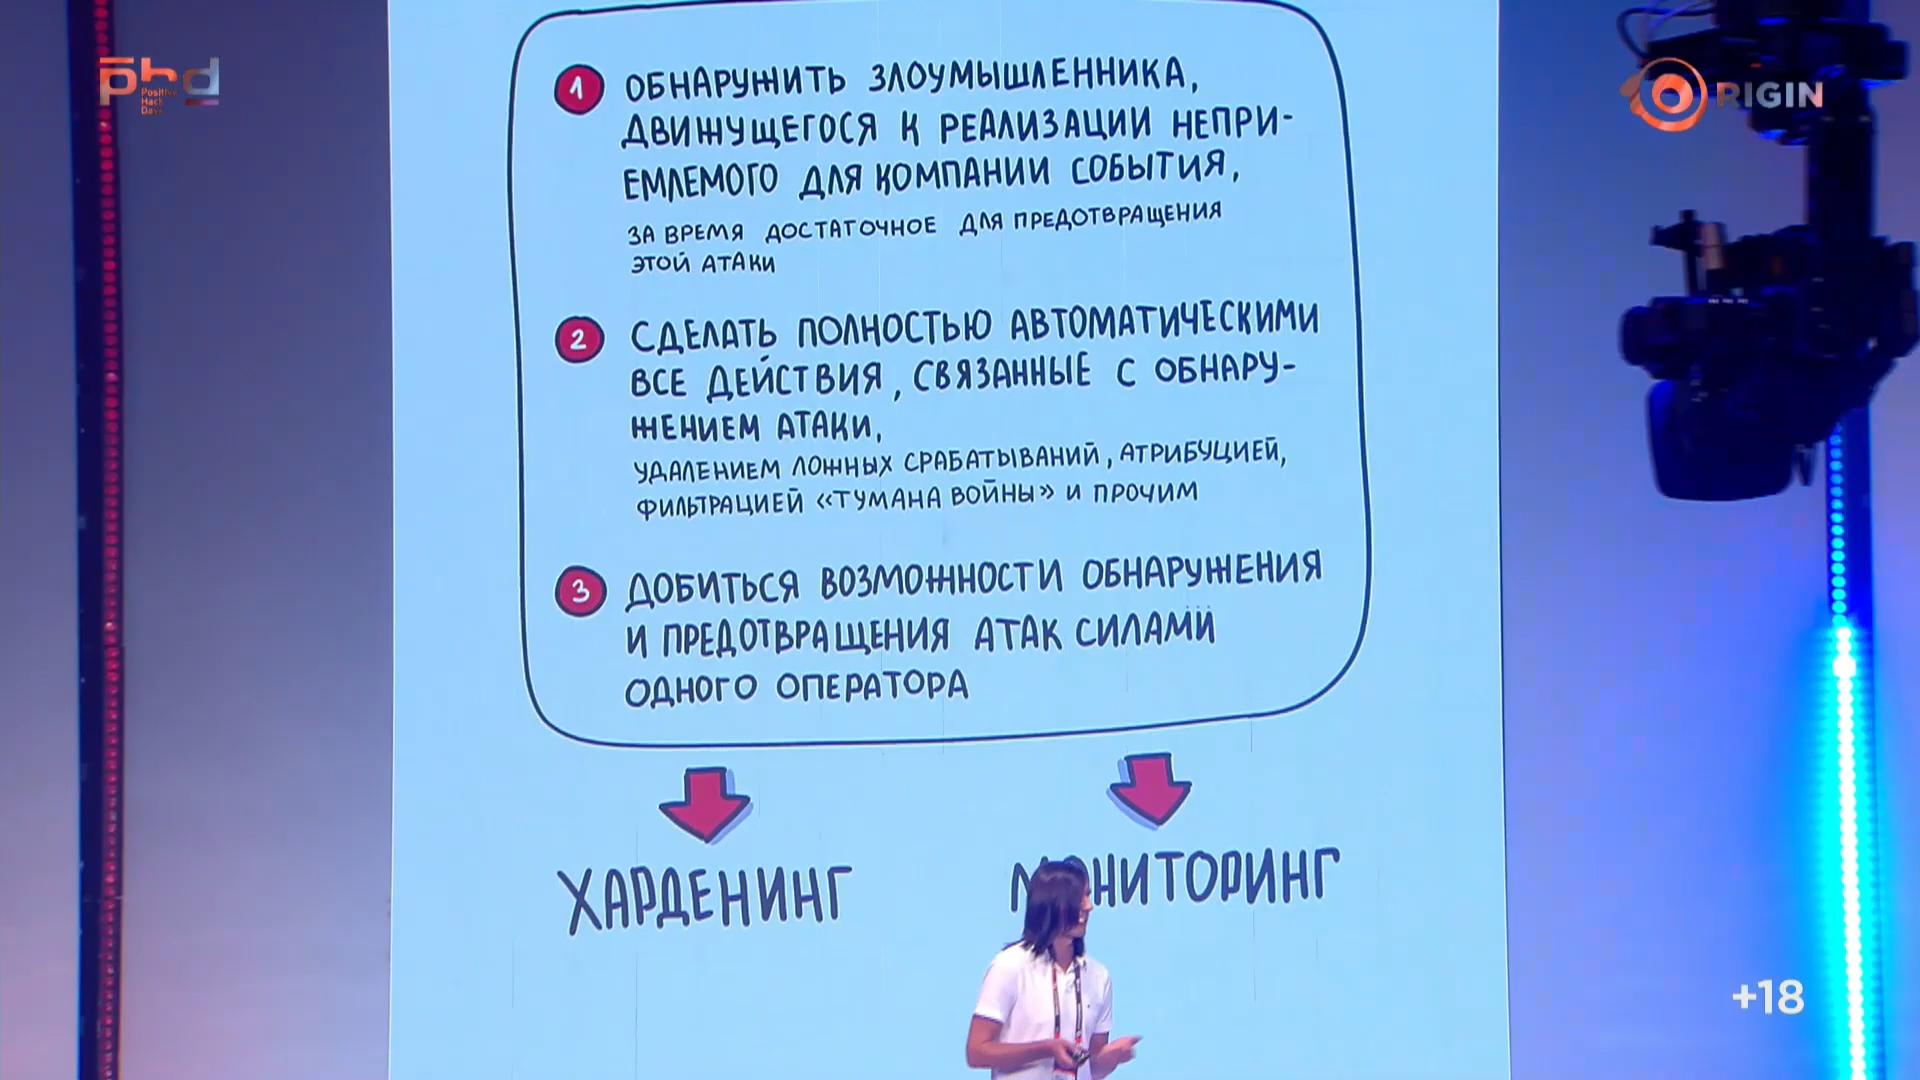 phd
Positive
Hack
Days
ORIGIN
1 ОБНАРУЖИТЬ ЗЛОУМЫШЛЕННИКА,
ДВИЖУЩЕГОСЯ К РЕАЛИЗАЦИИ НЕПРИ-
ЕМЛЕМОГО ДЛЯ КОМПАНИИ СОБЫТИЯ,
ЗА ВРЕМЯ ДОСТАТОЧНОЕ ДЛЯ ПРЕДОТВРАЩЕНИЯ
ЭТОЙ АТАКИ
2 СДЕЛАТЬ ПОЛНОСТЬЮ АВТОМАТИЧЕСКИМИ
ВСЕ ДЕЙСТВИЯ, СВЯЗАННЫЕ С ОБНАРУ-
ЖЕНИЕМ АТАКИ,
УДАЛЕНИЕМ ЛОЖНЫХ СРАБАТЫВАНИЙ, АТРИБУЦИЕЙ,
ФИЛЬТРАЦИЕЙ «ТУМАНА ВОЙНЫ» И ПРОЧИМ
3 ДОБИТЬСЯ ВОЗМОЖНОСТИ ОБНАРУЖЕНИЯ
И ПРЕДОТВРАЩЕНИЯ АТАК СИЛАМИ
ОДНОГО ОПЕРАТОРА
ХАРДЕНИНГ
МОНИТОРИНГ
+18